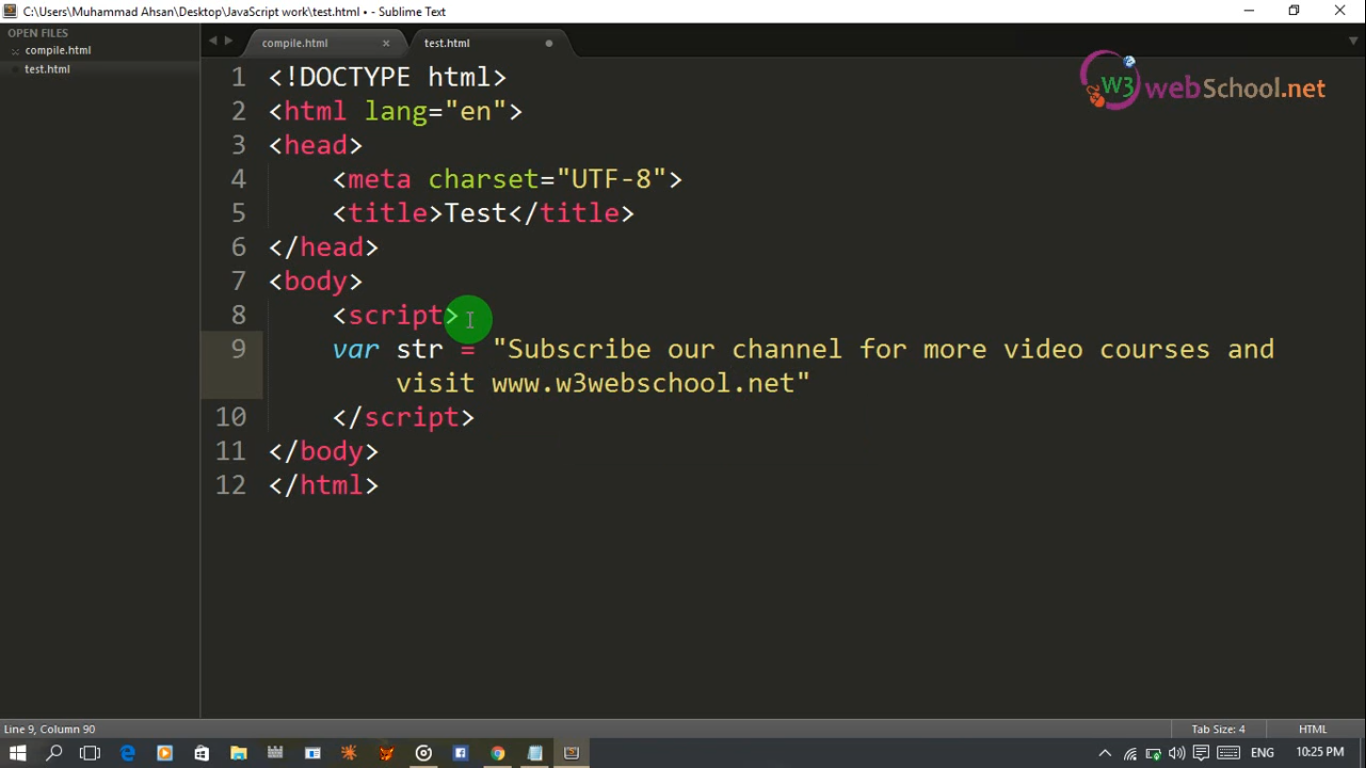 C:\Users\Muhammad Ahsan\Desktop\JavaScript work\test.html • - Sublime Text
OPEN FILES
compile.html
test.html
compile.html
test.html
W3 webSchool.net
1 <!DOCTYPE html>
2 <html lang="en">
3 <head>
4 <meta charset="UTF-8">
5 <title>Test</title>
6 </head>
7 <body>
8 <script>
9 var str = "Subscribe our channel for more video courses and
visit www.w3webschool.net"
10 </script>
11 </body>
12 </html>
Line 9, Column 90
Tab Size: 4
HTML
ENG
10:25 PM